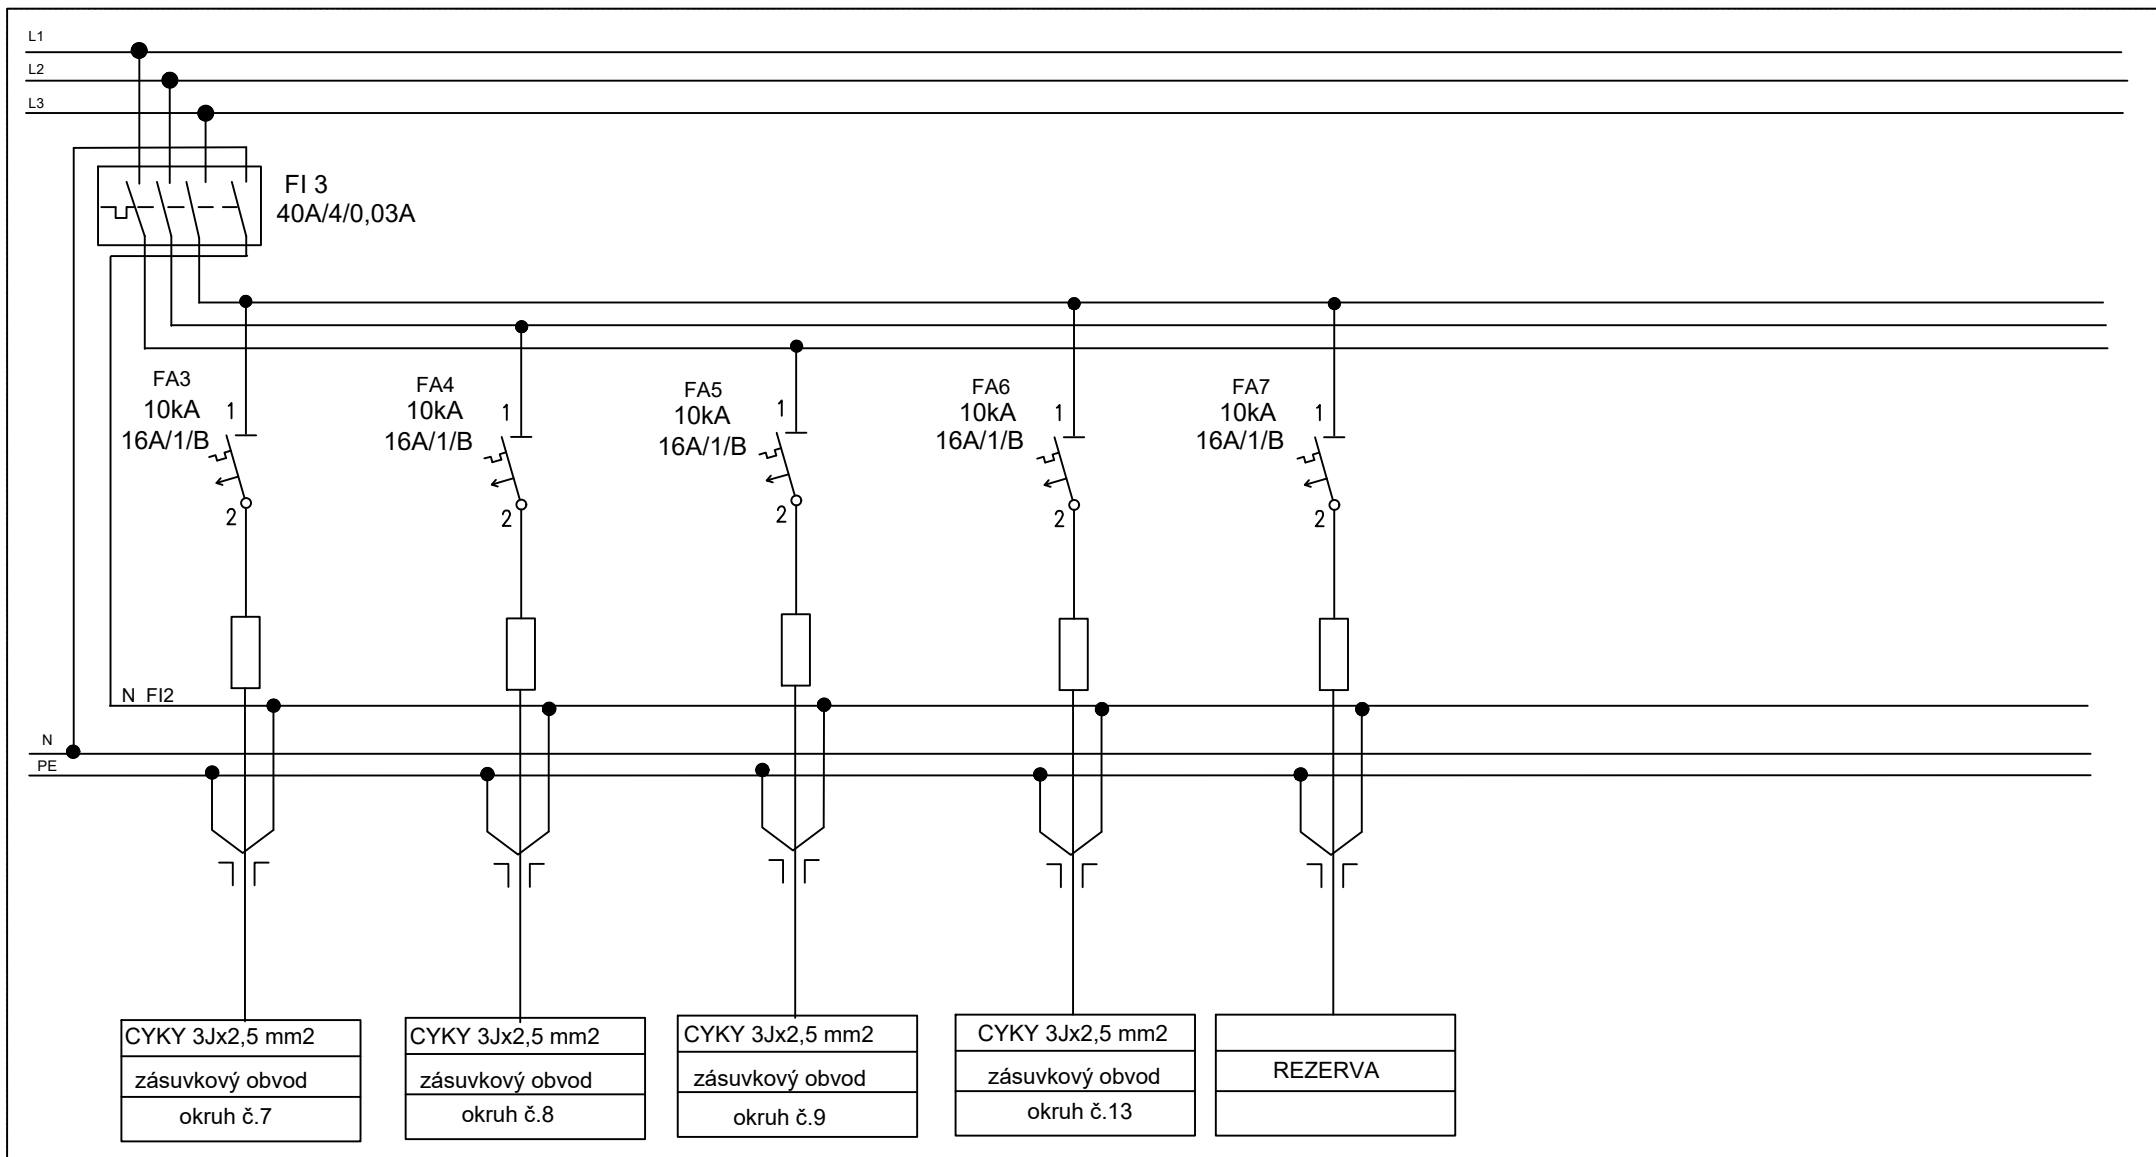 L1
L2
L3
FI 3
40A/4/0,03A
FA3
10kA
16A/1/B
1
2
FA4
10kA
16A/1/B
1
2
FA5
10kA
16A/1/B
1
2
FA6
10kA
16A/1/B
1
2
FA7
10kA
16A/1/B
1
2
N FI2
N
PE
CYKY 3Jx2,5 mm2
zásuvkový obvod
okruh č.7
CYKY 3Jx2,5 mm2
zásuvkový obvod
okruh č.8
CYKY 3Jx2,5 mm2
zásuvkový obvod
okruh č.9
CYKY 3Jx2,5 mm2
zásuvkový obvod
okruh č.13
REZERVA